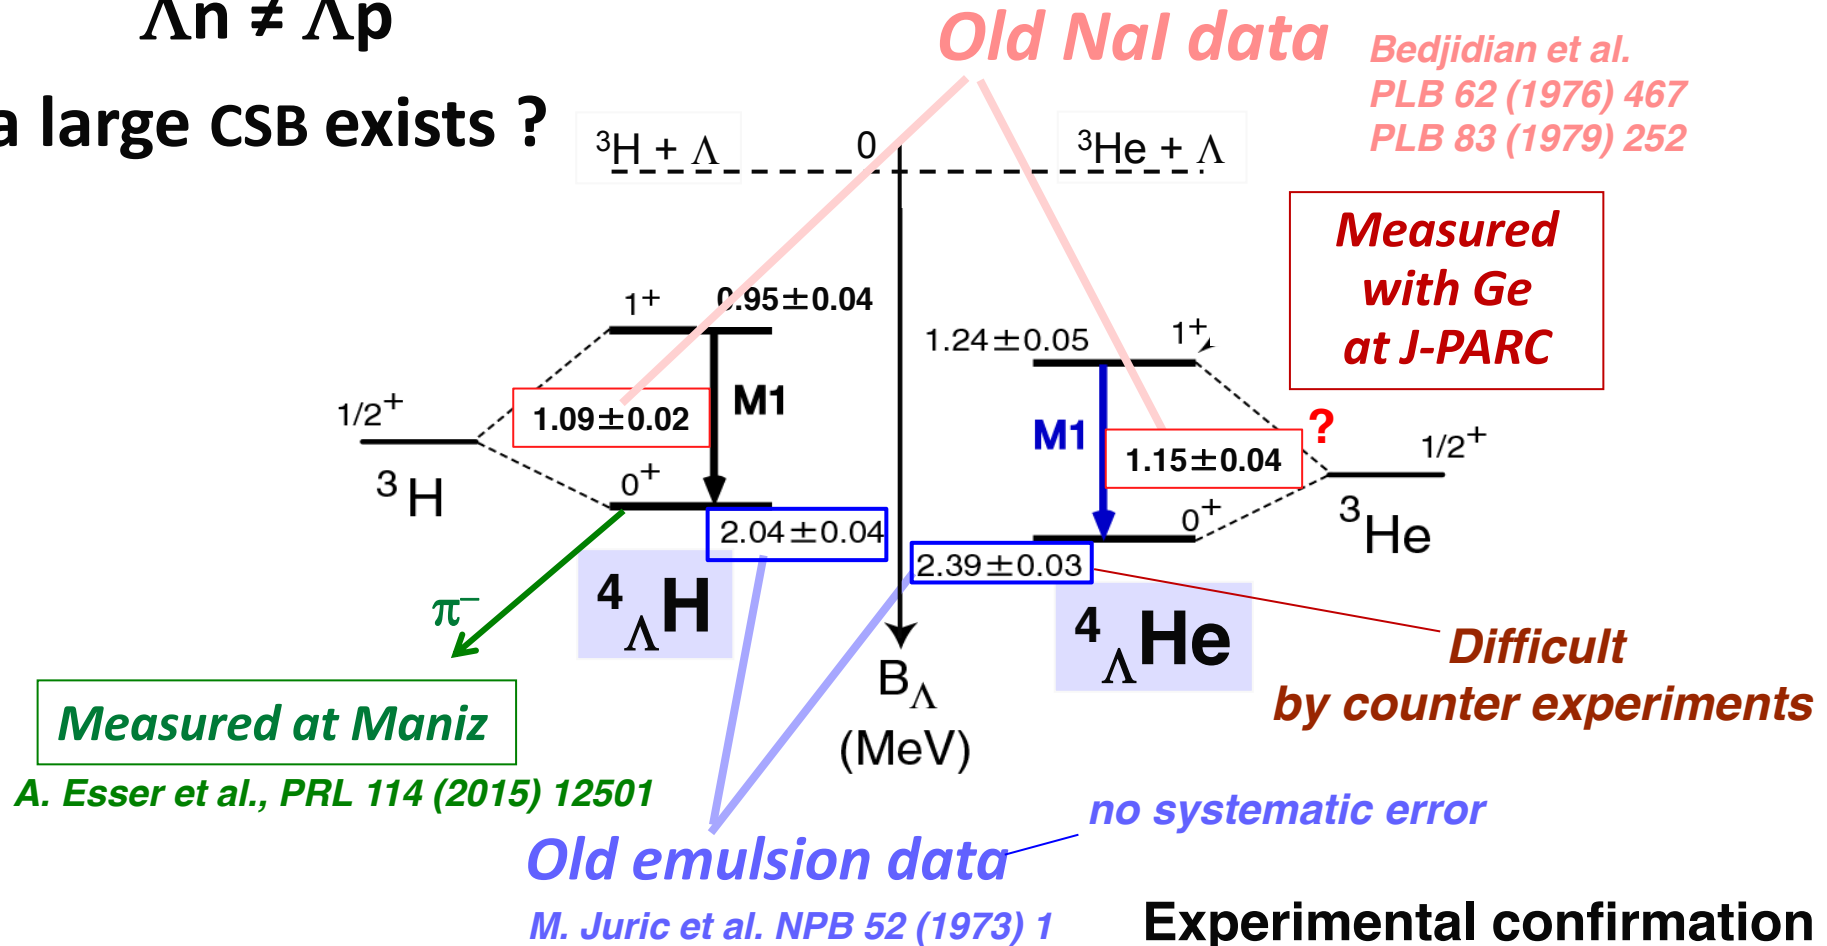 Λn ≠ Λp
a large CSB exists ?
Old NaI data
Bedjidian et al.
PLB 62 (1976) 467
PLB 83 (1979) 252
³H + Λ
0
³He + Λ
Measured
with Ge
at J-PARC
1⁺
0.95±0.04
1.24±0.05
1⁺
1/2⁺
1.09±0.02
M1
M1
1.15±0.04
?
1/2⁺
³H
0⁺
2.04±0.04
0⁺
2.39±0.03
³He
⁴ΛH
π⁻
⁴ΛHe
BΛ
(MeV)
Difficult
by counter experiments
Measured at Maniz
A. Esser et al., PRL 114 (2015) 12501
no systematic error
Old emulsion data
M. Juric et al. NPB 52 (1973) 1
Experimental confirmation